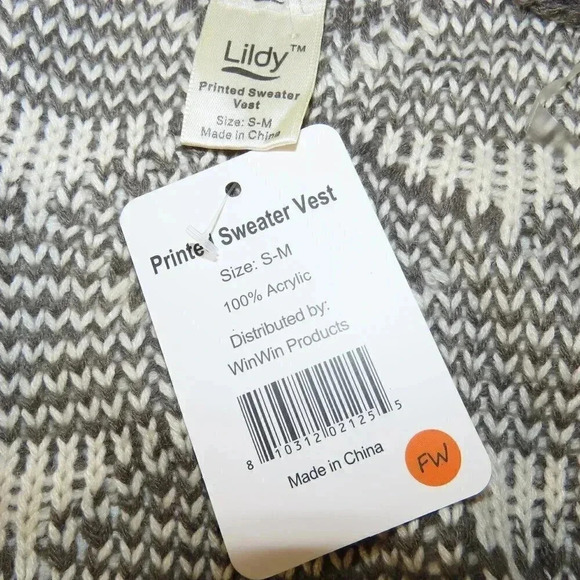 Lildy™
Printed Sweater
Vest
Size: S-M
Made in China
Printed Sweater Vest
Size: S-M
100% Acrylic
Distributed by:
WinWin Products
8 10312 02125 5
Made in China
FW